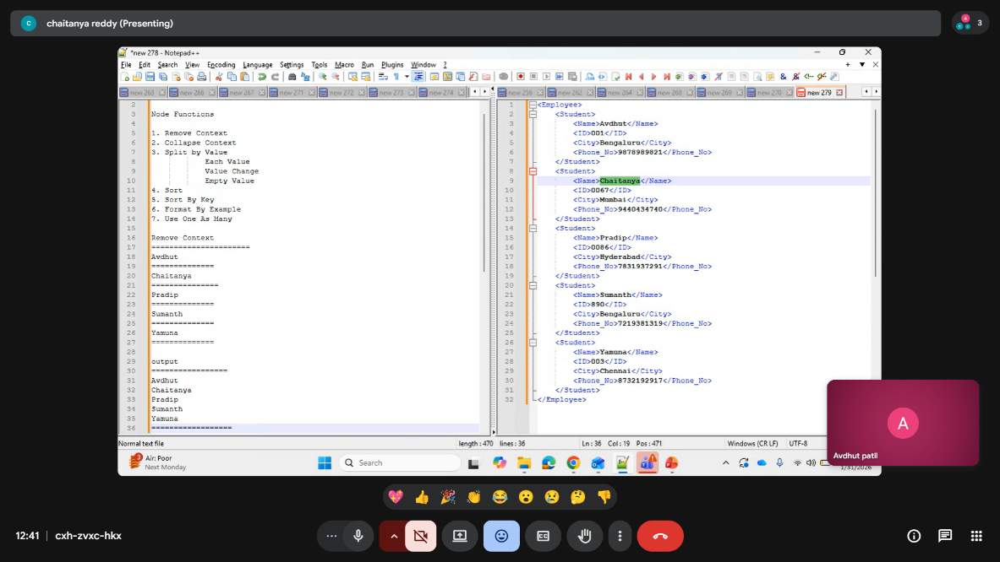 chaitanya reddy (Presenting)
3
*new 278 - Notepad++
File Edit Search View Encoding Language Settings Tools Macro Run Plugins Window ?
new 263 new 266 new 267 new 271 new 272 new 273 new 274
new 256 new 262 new 264 new 268 new 269 new 270 new 279
2
3 Node Functions
4
5 1. Remove Context
6 2. Collapse Context
7 3. Split by Value
8 Each Value
9 Value Change
10 Empty Value
11 4. Sort
12 5. Sort By Key
13 6. Format By Example
14 7. Use One As Many
15
16 Remove Context
17 ======================
18 Avdhut
19 ==============
20 Chaitanya
21 ===============
22 Pradip
23 ==============
24 Sumanth
25 ==============
26 Yamuna
27 ==============
28
29 output
30 =================
31 Avdhut
32 Chaitanya
33 Pradip
34 Sumanth
35 Yamuna
36 ==================
1 <Employee>
2 <Student>
3 <Name>Avdhut</Name>
4 <ID>001</ID>
5 <City>Bengaluru</City>
6 <Phone_No>9878989821</Phone_No>
7 </Student>
8 <Student>
9 <Name>Chaitanya</Name>
10 <ID>0067</ID>
11 <City>Mumbai</City>
12 <Phone_No>9440434740</Phone_No>
13 </Student>
14 <Student>
15 <Name>Pradip</Name>
16 <ID>0086</ID>
17 <City>Hyderabad</City>
18 <Phone_No>7831937291</Phone_No>
19 </Student>
20 <Student>
21 <Name>Sumanth</Name>
22 <ID>890</ID>
23 <City>Bengaluru</City>
24 <Phone_No>7219381319</Phone_No>
25 </Student>
26 <Student>
27 <Name>Yamuna</Name>
28 <ID>003</ID>
29 <City>Chennai</City>
30 <Phone_No>8732192917</Phone_No>
31 </Student>
32 </Employee>
Normal text file length : 470 lines : 36 Ln : 36 Col : 19 Pos : 471 Windows (CR LF) UTF-8
Air: Poor
Next Monday
Search
1/31/2026
A
Avdhut patil
12:41 | cxh-zvxc-hkx